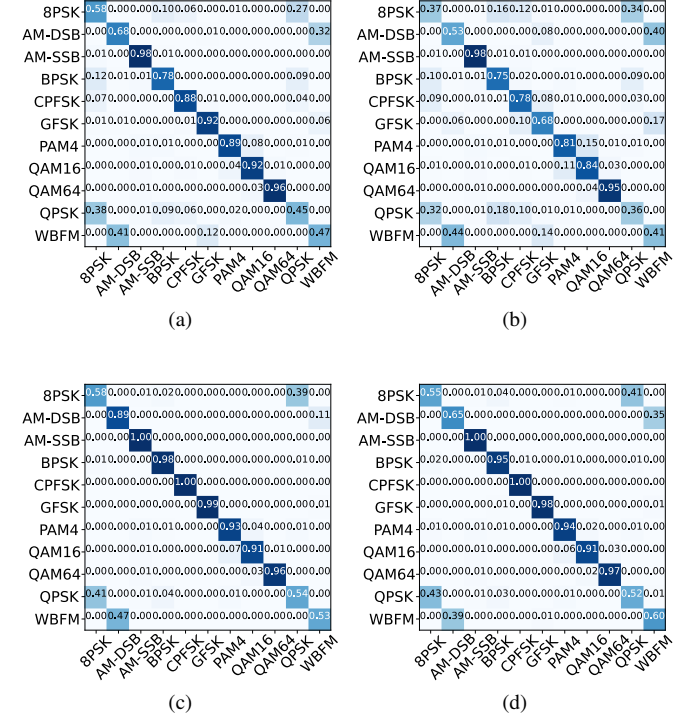 8PSK 0.58 0.00 0.00 0.10 0.06 0.00 0.00 0.00 0.00 0.27 0.00
AM-DSB 0.00 0.68 0.00 0.00 0.00 0.00 0.00 0.00 0.00 0.00 0.32
AM-SSB 0.01 0.00 0.98 0.01 0.00 0.00 0.00 0.00 0.00 0.00 0.00
BPSK 0.12 0.01 0.01 0.78 0.00 0.00 0.00 0.00 0.00 0.09 0.00
CPFSK 0.07 0.00 0.00 0.00 0.88 0.01 0.00 0.00 0.00 0.04 0.00
GFSK 0.01 0.01 0.00 0.00 0.01 0.92 0.00 0.00 0.00 0.00 0.06
PAM4 0.00 0.00 0.01 0.01 0.00 0.00 0.89 0.08 0.00 0.01 0.00
QAM16 0.00 0.00 0.01 0.00 0.00 0.00 0.04 0.92 0.01 0.01 0.00
QAM64 0.00 0.00 0.01 0.00 0.00 0.00 0.00 0.03 0.96 0.00 0.00
QPSK 0.38 0.00 0.01 0.09 0.06 0.00 0.02 0.00 0.00 0.45 0.00
WBFM 0.00 0.41 0.00 0.00 0.00 0.12 0.00 0.00 0.00 0.00 0.47
8PSK AM-DSB AM-SSB BPSK CPFSK GFSK PAM4 QAM16 QAM64 QPSK WBFM
(a)
8PSK 0.37 0.00 0.01 0.16 0.12 0.01 0.00 0.00 0.00 0.34 0.00
AM-DSB 0.00 0.53 0.00 0.00 0.00 0.08 0.00 0.00 0.00 0.00 0.40
AM-SSB 0.01 0.00 0.98 0.01 0.00 0.00 0.00 0.00 0.00 0.00 0.00
BPSK 0.10 0.00 0.01 0.75 0.02 0.00 0.01 0.00 0.00 0.09 0.00
CPFSK 0.09 0.00 0.00 0.01 0.78 0.08 0.01 0.00 0.00 0.03 0.00
GFSK 0.00 0.06 0.00 0.00 0.10 0.68 0.00 0.00 0.00 0.00 0.17
PAM4 0.00 0.00 0.01 0.01 0.00 0.00 0.81 0.15 0.00 0.01 0.00
QAM16 0.00 0.00 0.01 0.00 0.00 0.00 0.11 0.84 0.03 0.00 0.00
QAM64 0.00 0.00 0.01 0.00 0.00 0.00 0.00 0.04 0.95 0.00 0.00
QPSK 0.32 0.00 0.01 0.18 0.10 0.01 0.01 0.00 0.00 0.36 0.00
WBFM 0.00 0.44 0.00 0.00 0.00 0.14 0.00 0.00 0.00 0.00 0.41
8PSK AM-DSB AM-SSB BPSK CPFSK GFSK PAM4 QAM16 QAM64 QPSK WBFM
(b)
8PSK 0.58 0.00 0.01 0.02 0.00 0.00 0.00 0.00 0.00 0.39 0.00
AM-DSB 0.00 0.89 0.00 0.00 0.00 0.00 0.00 0.00 0.00 0.00 0.11
AM-SSB 0.00 0.00 1.00 0.00 0.00 0.00 0.00 0.00 0.00 0.00 0.00
BPSK 0.01 0.00 0.00 0.98 0.00 0.00 0.00 0.00 0.00 0.01 0.00
CPFSK 0.00 0.00 0.00 0.00 1.00 0.00 0.00 0.00 0.00 0.00 0.00
GFSK 0.00 0.00 0.00 0.00 0.00 0.99 0.00 0.00 0.00 0.00 0.01
PAM4 0.00 0.00 0.01 0.01 0.00 0.00 0.93 0.04 0.00 0.01 0.00
QAM16 0.00 0.00 0.01 0.00 0.00 0.00 0.07 0.91 0.01 0.00 0.00
QAM64 0.00 0.00 0.01 0.00 0.00 0.00 0.00 0.03 0.96 0.00 0.00
QPSK 0.41 0.00 0.01 0.04 0.00 0.00 0.01 0.00 0.00 0.54 0.00
WBFM 0.00 0.47 0.00 0.00 0.00 0.00 0.00 0.00 0.00 0.00 0.53
8PSK AM-DSB AM-SSB BPSK CPFSK GFSK PAM4 QAM16 QAM64 QPSK WBFM
(c)
8PSK 0.55 0.00 0.01 0.04 0.00 0.00 0.01 0.00 0.00 0.41 0.00
AM-DSB 0.00 0.65 0.00 0.00 0.00 0.00 0.00 0.00 0.00 0.00 0.35
AM-SSB 0.00 0.00 1.00 0.00 0.00 0.00 0.00 0.00 0.00 0.00 0.00
BPSK 0.02 0.00 0.01 0.95 0.00 0.00 0.01 0.00 0.00 0.01 0.00
CPFSK 0.00 0.00 0.00 0.00 1.00 0.00 0.00 0.00 0.00 0.00 0.00
GFSK 0.00 0.00 0.00 0.00 0.00 0.98 0.00 0.00 0.00 0.00 0.01
PAM4 0.01 0.00 0.01 0.01 0.00 0.00 0.94 0.02 0.00 0.01 0.00
QAM16 0.00 0.00 0.01 0.00 0.00 0.00 0.06 0.91 0.03 0.00 0.00
QAM64 0.00 0.00 0.01 0.00 0.00 0.00 0.00 0.02 0.97 0.00 0.00
QPSK 0.43 0.00 0.01 0.03 0.00 0.00 0.01 0.00 0.00 0.52 0.01
WBFM 0.00 0.39 0.00 0.00 0.00 0.01 0.00 0.00 0.00 0.00 0.60
8PSK AM-DSB AM-SSB BPSK CPFSK GFSK PAM4 QAM16 QAM64 QPSK WBFM
(d)